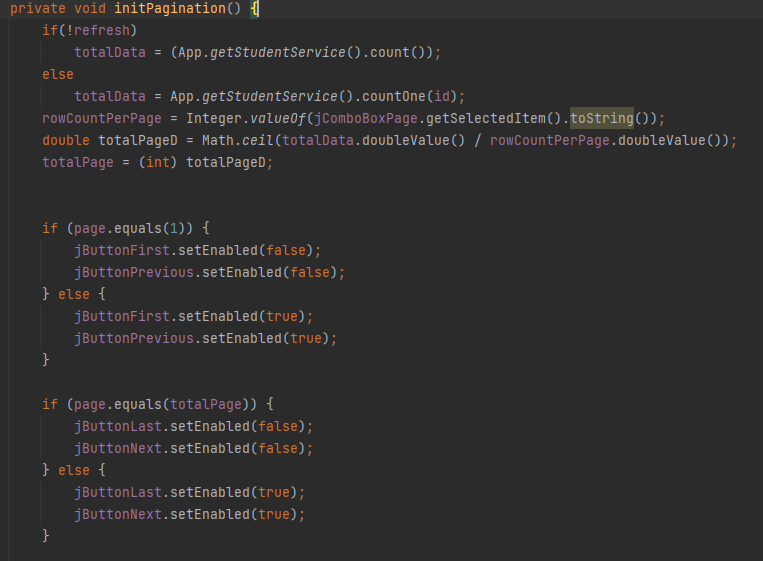 private void initPagination() {
    if(!refresh)
        totalData = (App.getStudentService().count());
    else
        totalData = App.getStudentService().countOne(id);
    rowCountPerPage = Integer.valueOf(jComboBoxPage.getSelectedItem().toString());
    double totalPageD = Math.ceil(totalData.doubleValue() / rowCountPerPage.doubleValue());
    totalPage = (int) totalPageD;
    if (page.equals(1)) {
        jButtonFirst.setEnabled(false);
        jButtonPrevious.setEnabled(false);
    } else {
        jButtonFirst.setEnabled(true);
        jButtonPrevious.setEnabled(true);
    }
    if (page.equals(totalPage)) {
        jButtonLast.setEnabled(false);
        jButtonNext.setEnabled(false);
    } else {
        jButtonLast.setEnabled(true);
        jButtonNext.setEnabled(true);
    }